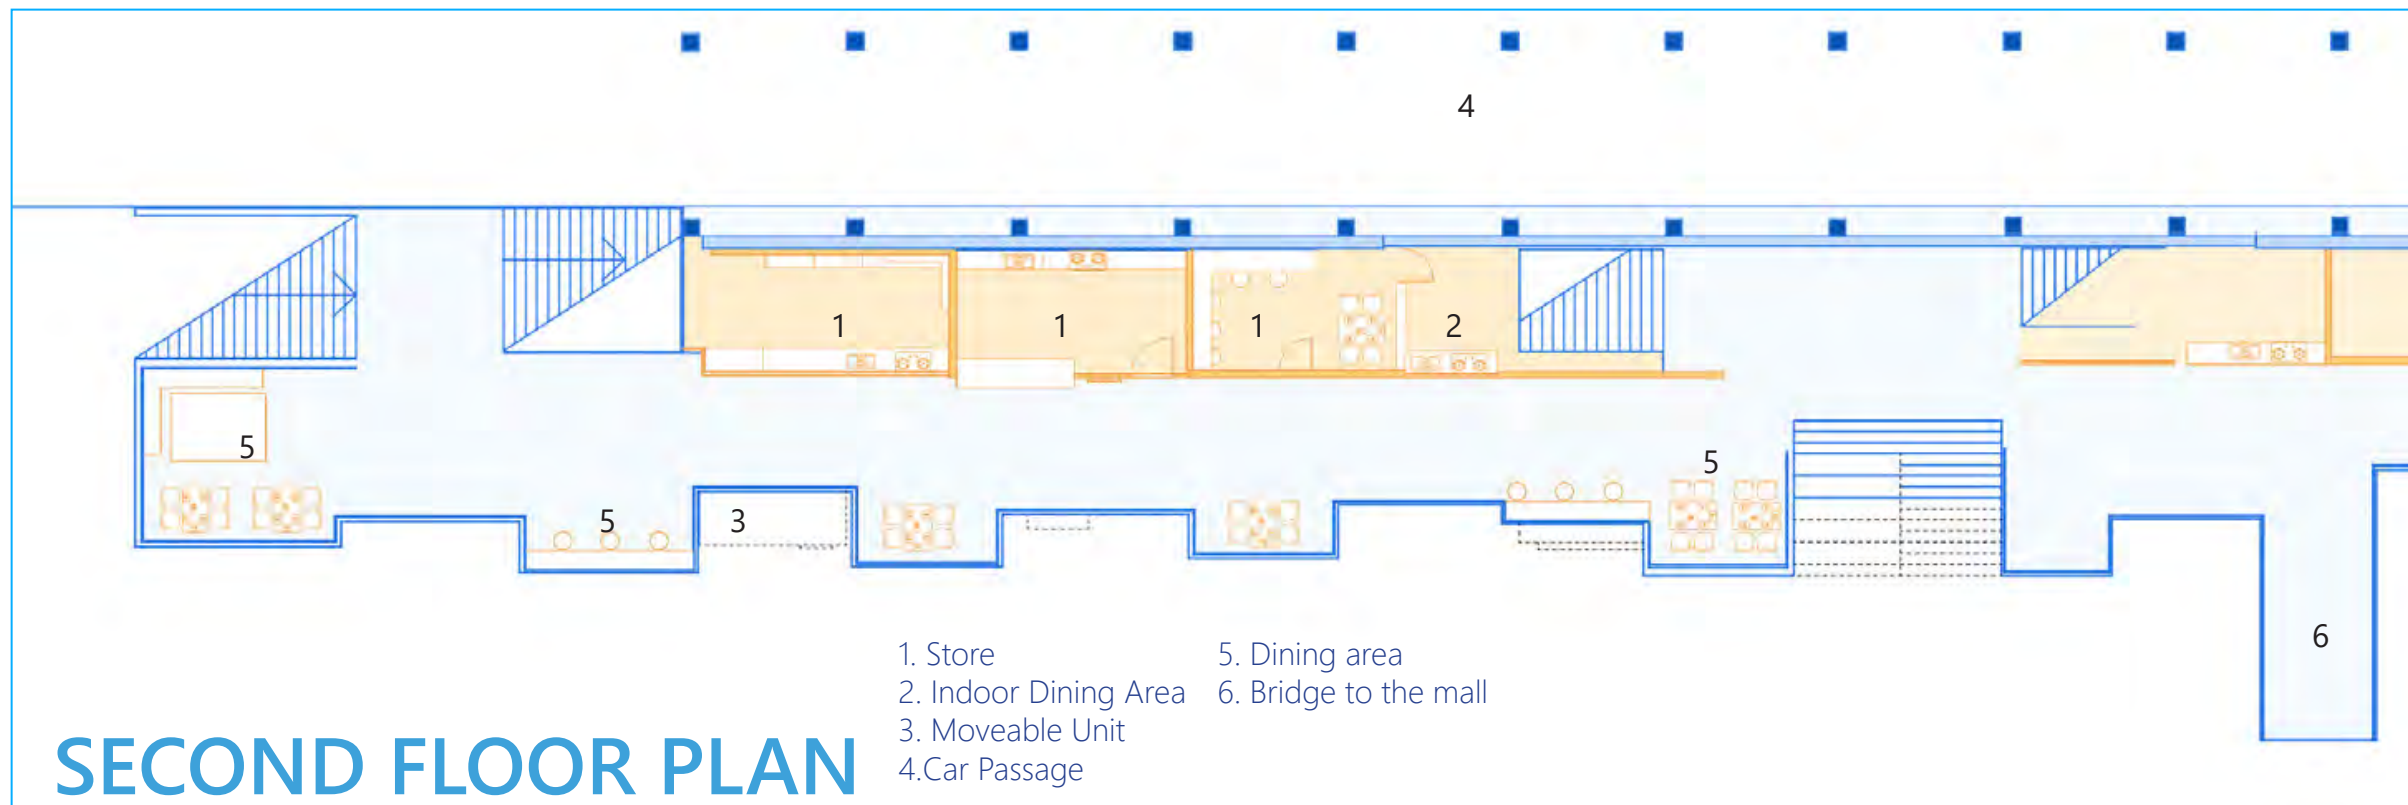 4
1
1
1
2
5
5
5
3
6
1. Store
2. Indoor Dining Area
3. Moveable Unit
4.Car Passage
5. Dining area
6. Bridge to the mall
SECOND FLOOR PLAN